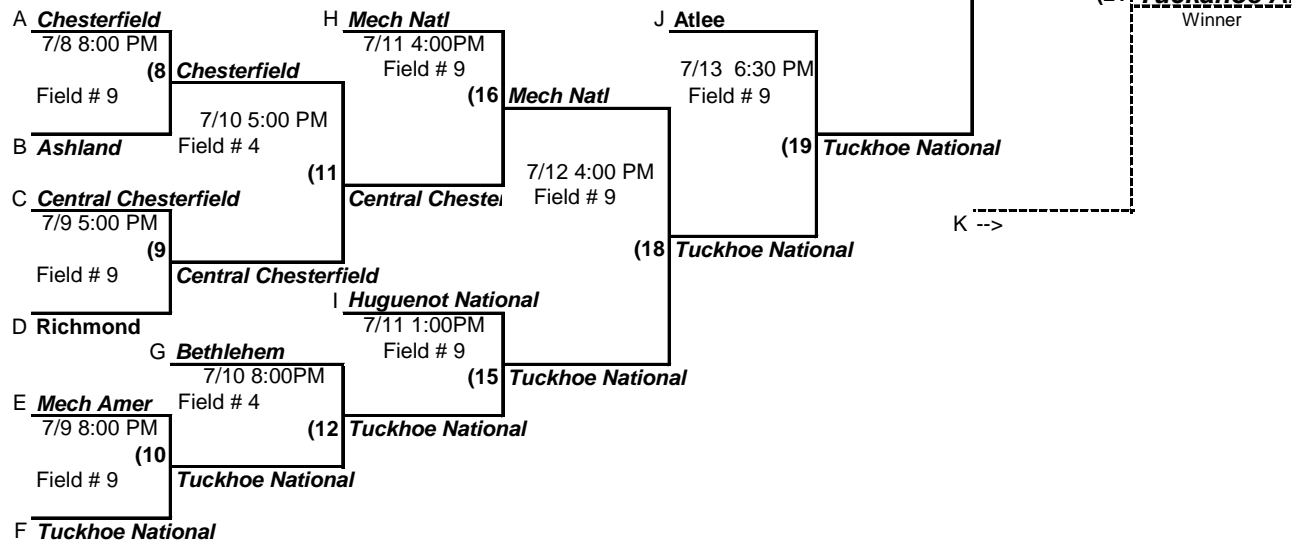 A Chesterfield
H Mech Natl
J Atlee
Winner
7/8 8:00 PM
7/11 4:00PM
(8 Chesterfield
Field # 9
7/13 6:30 PM
Field # 9
(16 Mech Natl
Field # 9
7/10 5:00 PM
B Ashland
Field # 4
(19 Tuckhoe National
(11
7/12 4:00 PM
C Central Chesterfield
Central Chester
Field # 9
7/9 5:00 PM
K -->
(9
(18 Tuckhoe National
Field # 9
Central Chesterfield
I Huguenot National
D Richmond
7/11 1:00PM
G Bethlehem
Field # 9
7/10 8:00PM
(15 Tuckhoe National
E Mech Amer
Field # 4
7/9 8:00 PM
(12 Tuckhoe National
(10
Field # 9
Tuckhoe National
F Tuckhoe National